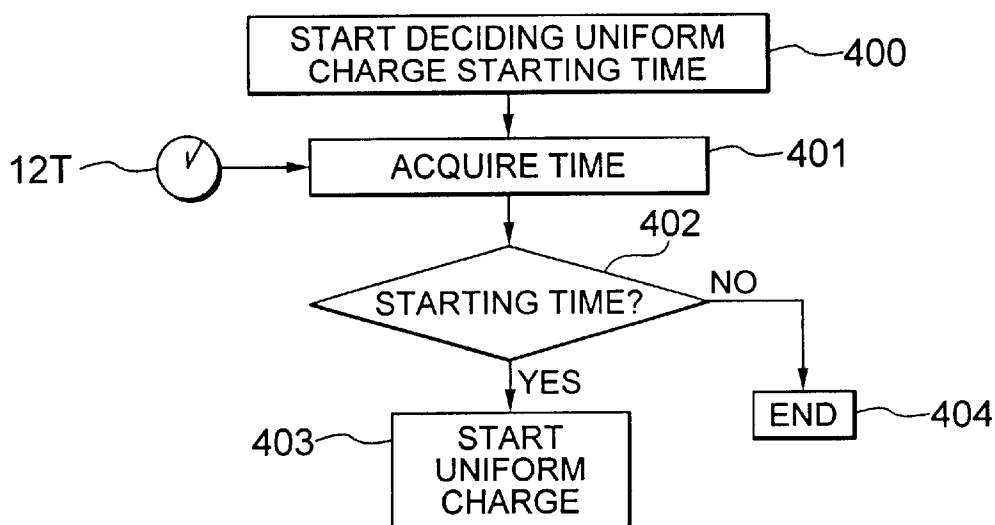 START DECIDING UNIFORM
CHARGE STARTING TIME
400
12T
ACQUIRE TIME
401
402
STARTING TIME?
NO
YES
END
404
403
START
UNIFORM
CHARGE